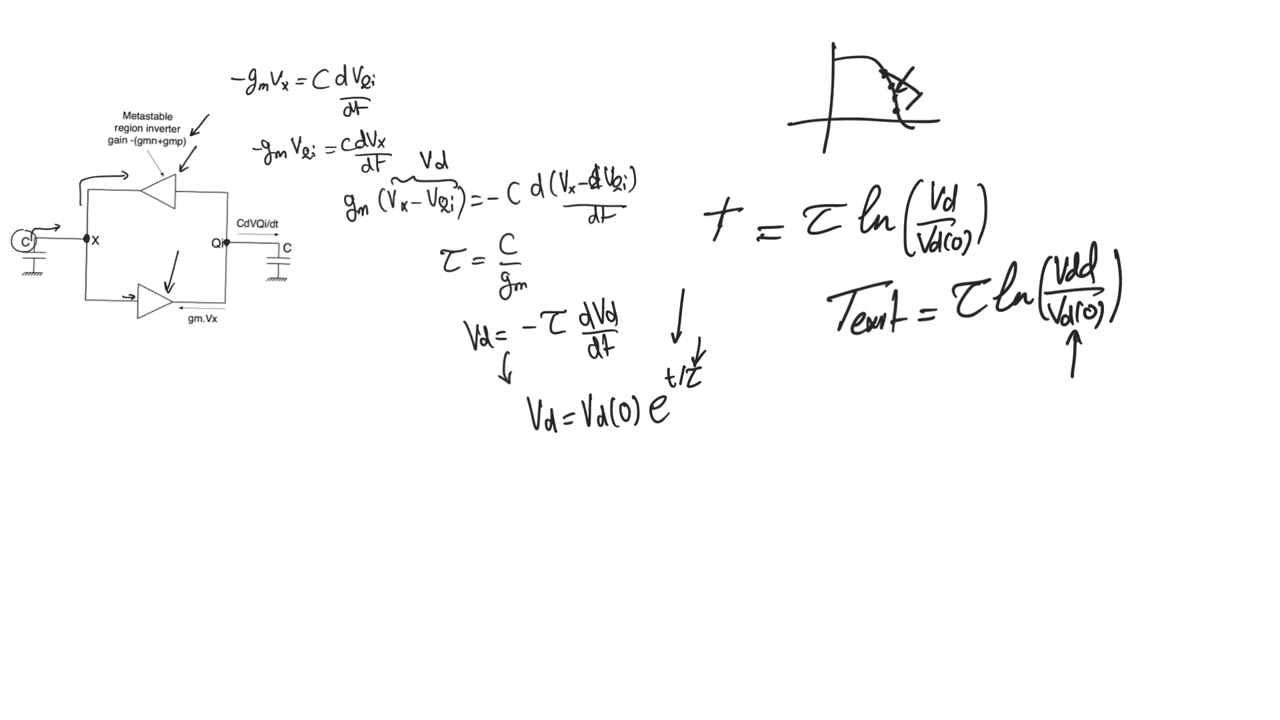 -gmVx = C dVQi/dt
Metastable
region inverter
gain -(gmn+gmp)
-gmVQi = C dVx/dt
Vd
gm (Vx - VQi) = -C d(Vx - dVQi)/dt
CdVQi/dt
C
X
Qi
C
gm.Vx
τ = C/gm
Vd = -τ dVd/dt
Vd = Vd(0) e^t/τ
t = τ ln(Vd/Vd(0))
Texit = τ ln(Vdd/Vd(0))